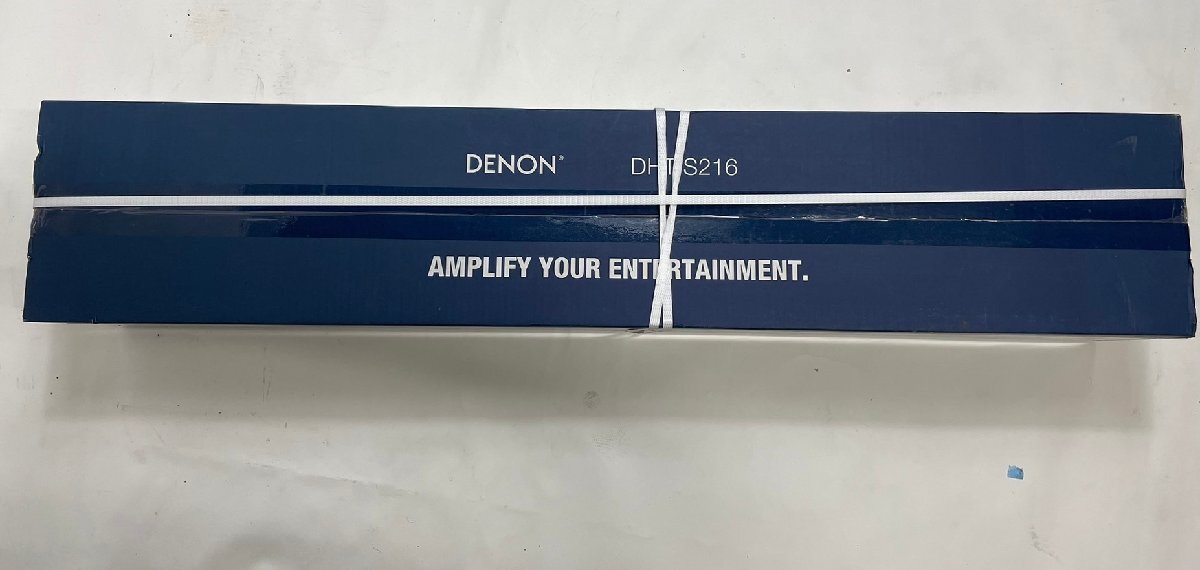 DENON® DHT-S216
AMPLIFY YOUR ENTERTAINMENT.